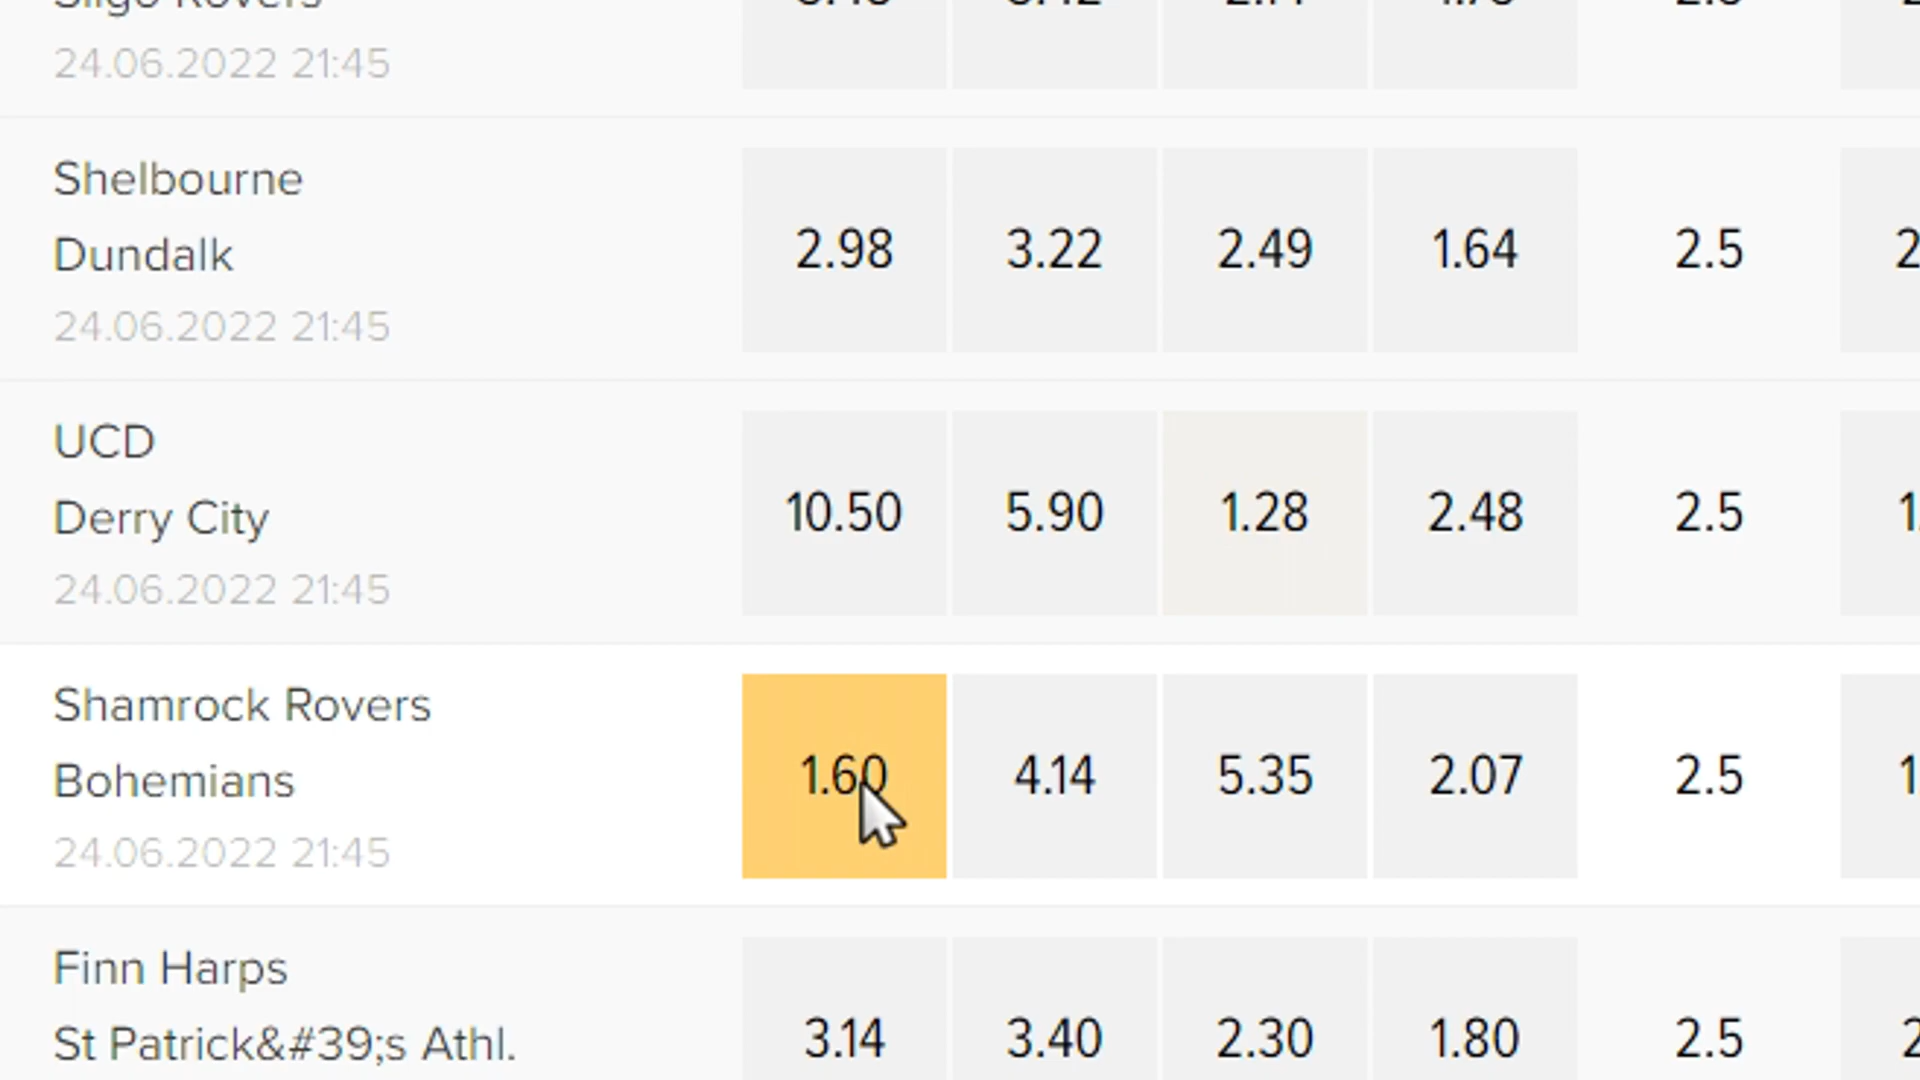 24.06.2022 21:45
Shelbourne
Dundalk
24.06.2022 21:45
2.98 3.22 2.49 1.64 2.5
UCD
Derry City
24.06.2022 21:45
10.50 5.90 1.28 2.48 2.5
Shamrock Rovers
Bohemians
24.06.2022 21:45
1.60 4.14 5.35 2.07 2.5
Finn Harps
St Patrick&#39;s Athl.
3.14 3.40 2.30 1.80 2.5